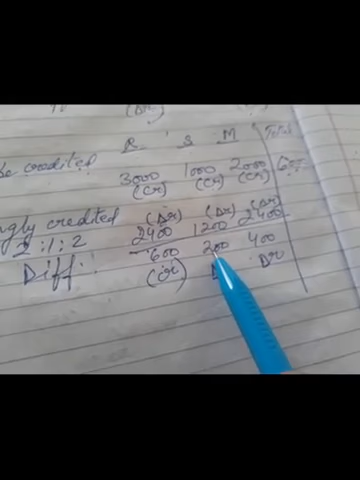 (Dr)
R S M Total
be credited 3000 1000 2000
(Cr) (Cr) (Cr)
ngly credited (Dr) (Dr) (Dr)
2:1:2 2400 1200 2400
Diff: 600 200 400
(Cr) Dr